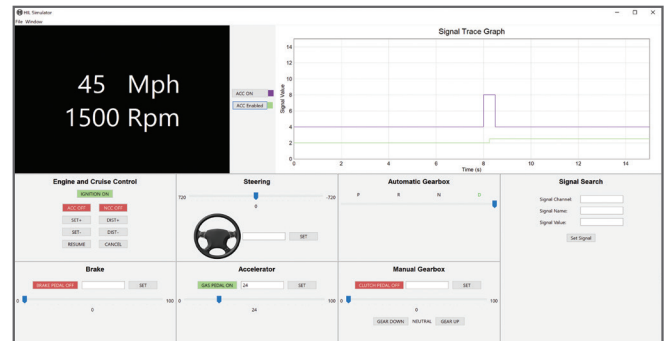 MIL Simulator
File Window
45 Mph
1500 Rpm
ACC ON
ACC Enabled
Signal Trace Graph
Signal Value
14
12
10
8
6
4
2
0
0 2 4 6 8 10 12 14
Time (s)
Engine and Cruise Control
IGNITION ON
ACC OFF NCC OFF
SET+ DIST+
SET- DIST-
RESUME CANCEL
Steering
720 -720
0
SET
Automatic Gearbox
P R N D
Signal Search
Signal Channel:
Signal Name:
Signal Value:
Set Signal
Brake
BRAKE PEDAL OFF SET
0 100
0
Accelerator
GAS PEDAL ON 24 SET
0 100
24
Manual Gearbox
CLUTCH PEDAL OFF SET
0 100
0
GEAR DOWN NEUTRAL GEAR UP